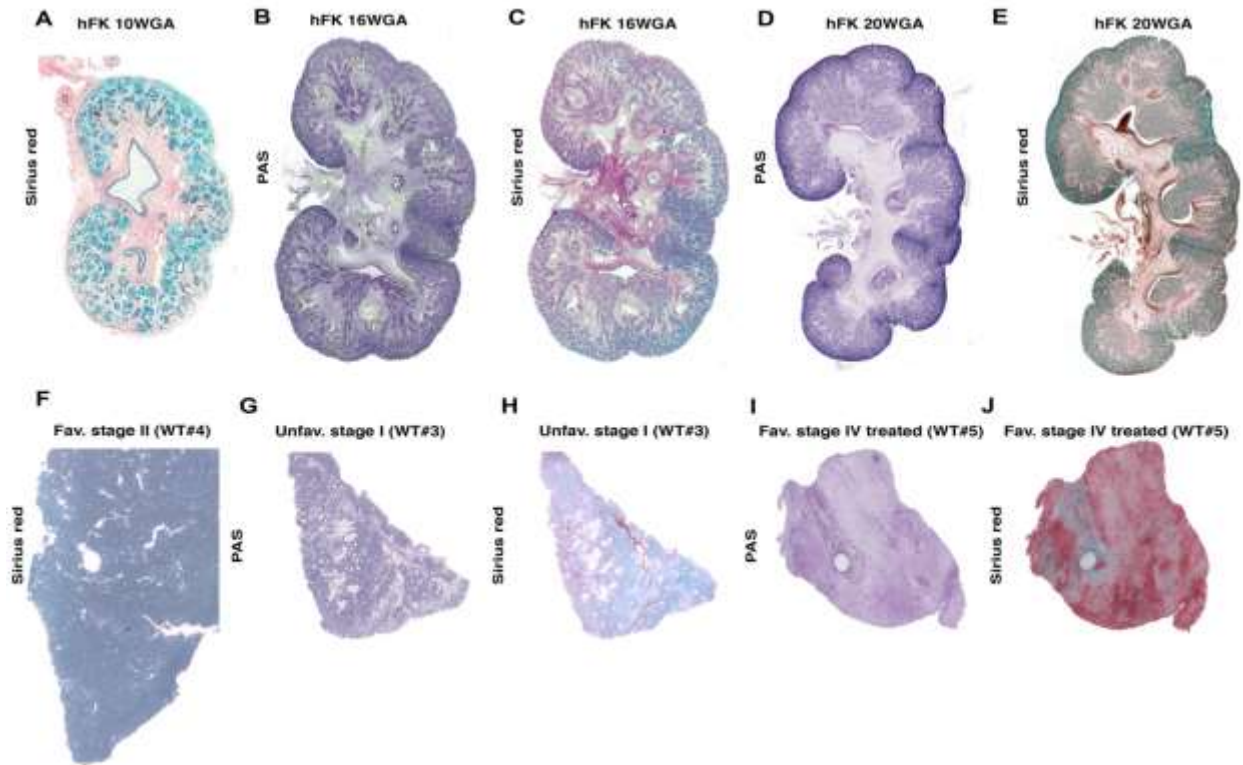 A
hFK 10WGA
Sirius red
B
hFK 16WGA
PAS
C
hFK 16WGA
Sirius red
D
hFK 20WGA
PAS
E
hFK 20WGA
Sirius red
F
Fav. stage II (WT#4)
Sirius red
G
Unfav. stage I (WT#3)
PAS
H
Unfav. stage I (WT#3)
Sirius red
I
Fav. stage IV treated (WT#5)
PAS
J
Fav. stage IV treated (WT#5)
Sirius red